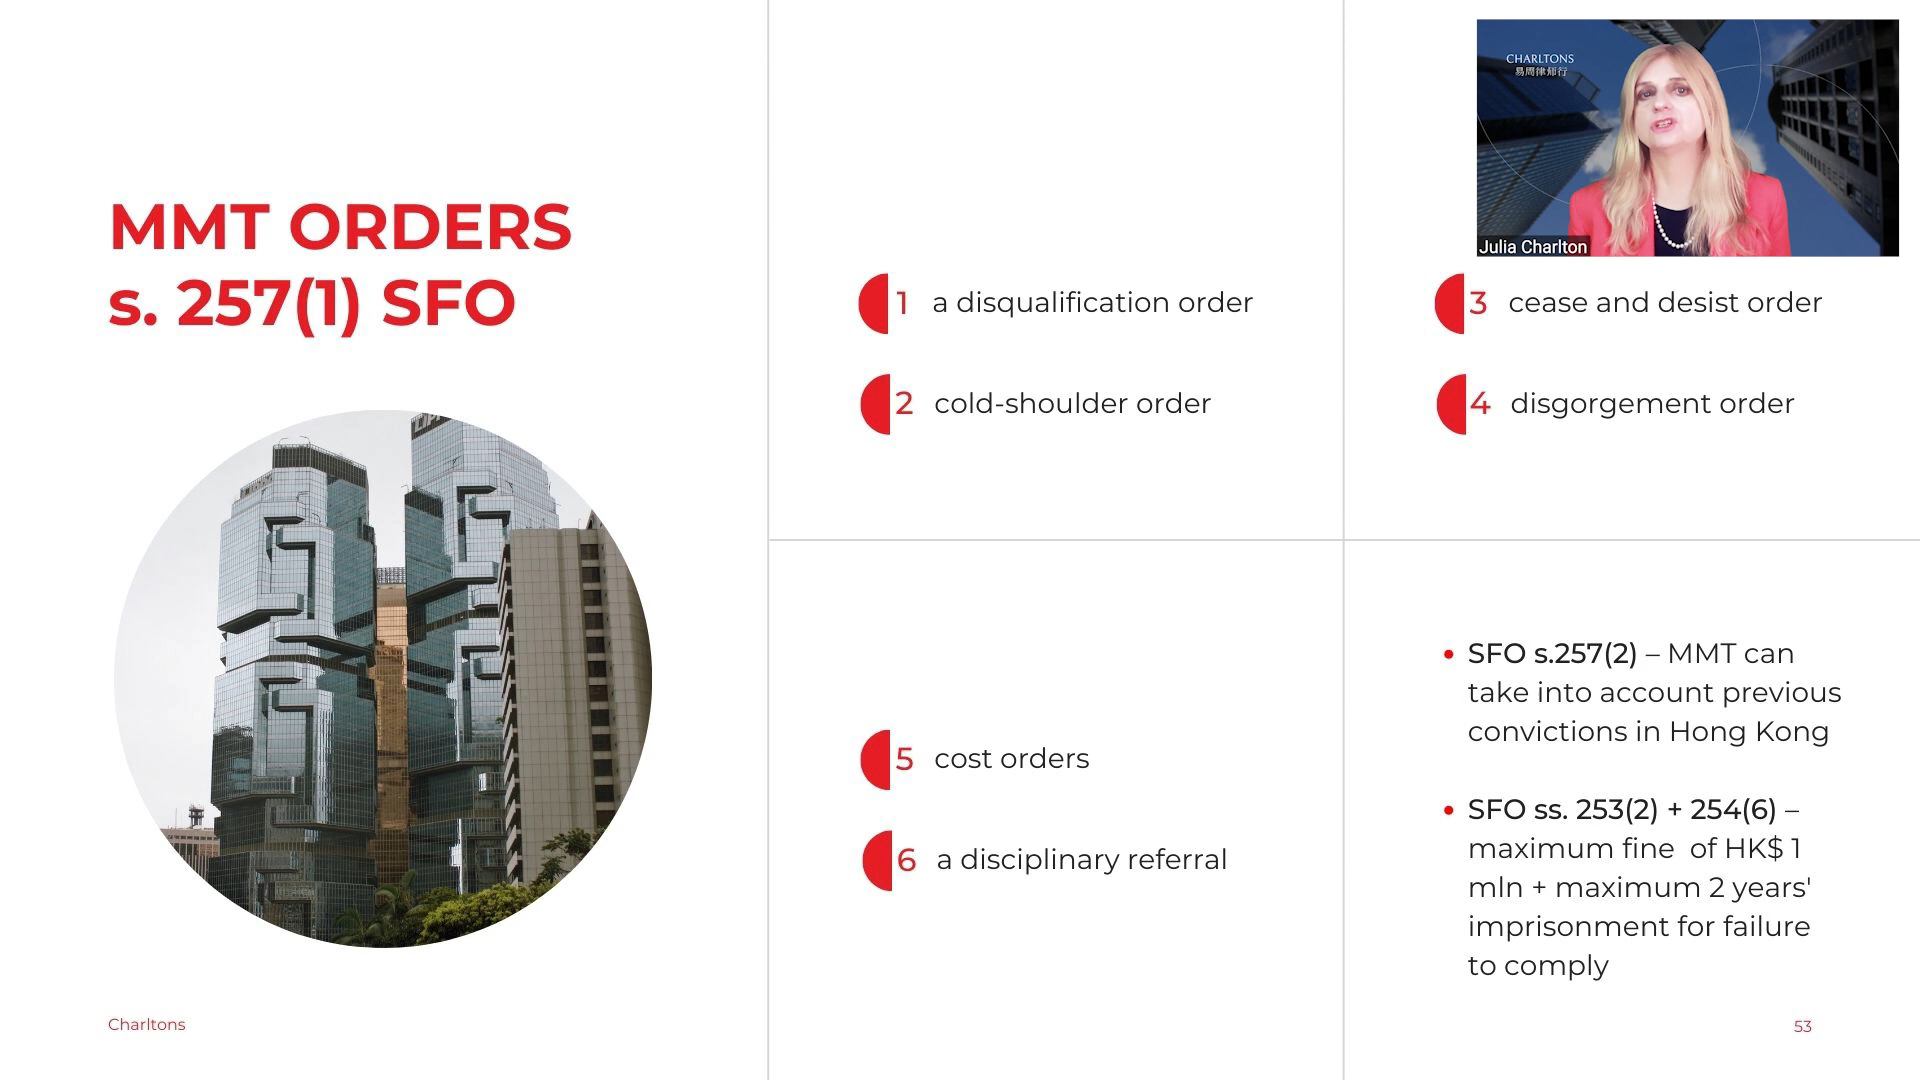 MMT ORDERS
s. 257(1) SFO
1 a disqualification order
2 cold-shoulder order
CHARLTONS
易周律师行
Julia Charlton
3 cease and desist order
4 disgorgement order
5 cost orders
6 a disciplinary referral
• SFO s.257(2) – MMT can
take into account previous
convictions in Hong Kong
• SFO ss. 253(2) + 254(6) –
maximum fine of HK$ 1
mln + maximum 2 years'
imprisonment for failure
to comply
Charltons
53